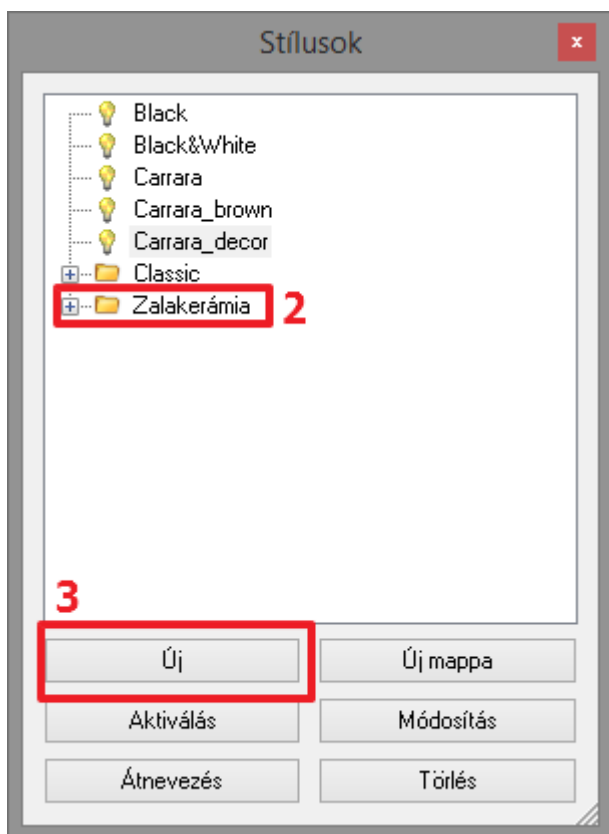 Stílusok
x
Black
Black&White
Carrara
Carrara_brown
Carrara_decor
Classic
Zalakerámia 2
3
Új Új mappa
Aktiválás Módosítás
Átnevezés Törlés